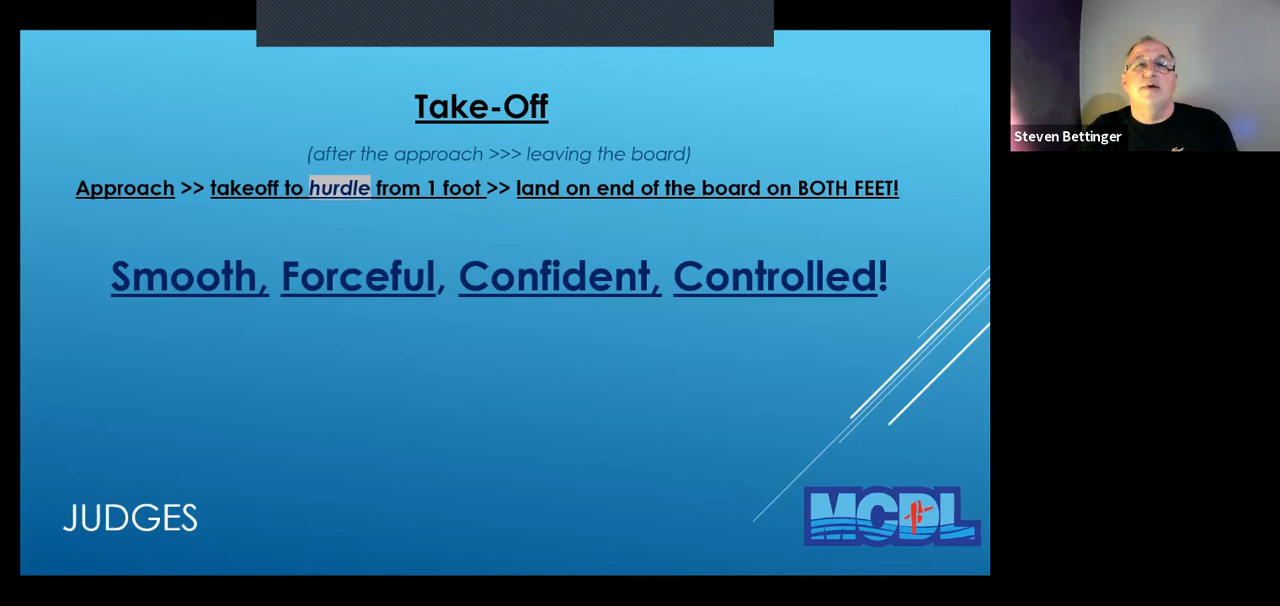 Take-Off
(after the approach >>> leaving the board)
Approach >> takeoff to hurdle from 1 foot >> land on end of the board on BOTH FEET!
Smooth, Forceful, Confident, Controlled!
JUDGES
MCDL
Steven Bettinger